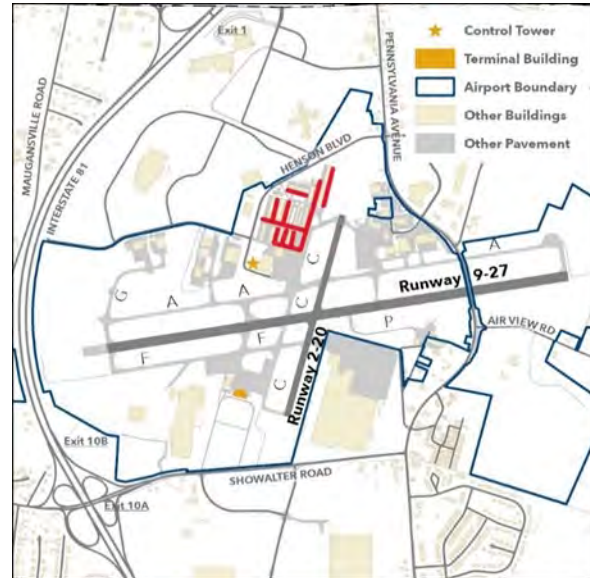 Exit 1
Control Tower
Terminal Building
Airport Boundary
Other Buildings
Other Pavement
MAUGANSVILLE ROAD
INTERSTATE 81
PENNSYLVANIA AVENUE
HENSON BLVD
G
A
A
C
C
C
A
Runway 9-27
F
F
P
AIR VIEW RD
Runway 2-20
Exit 10B
SHOWALTER ROAD
Exit 10A